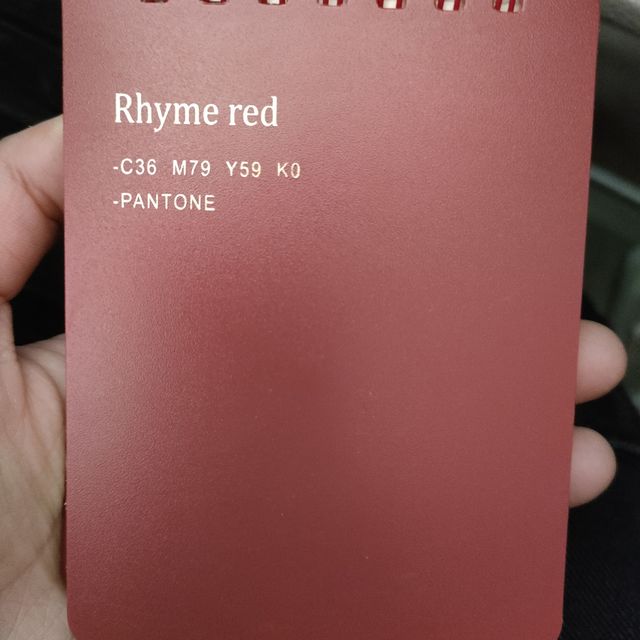 Rhyme red
-C36 M79 Y59 K0
-PANTONE